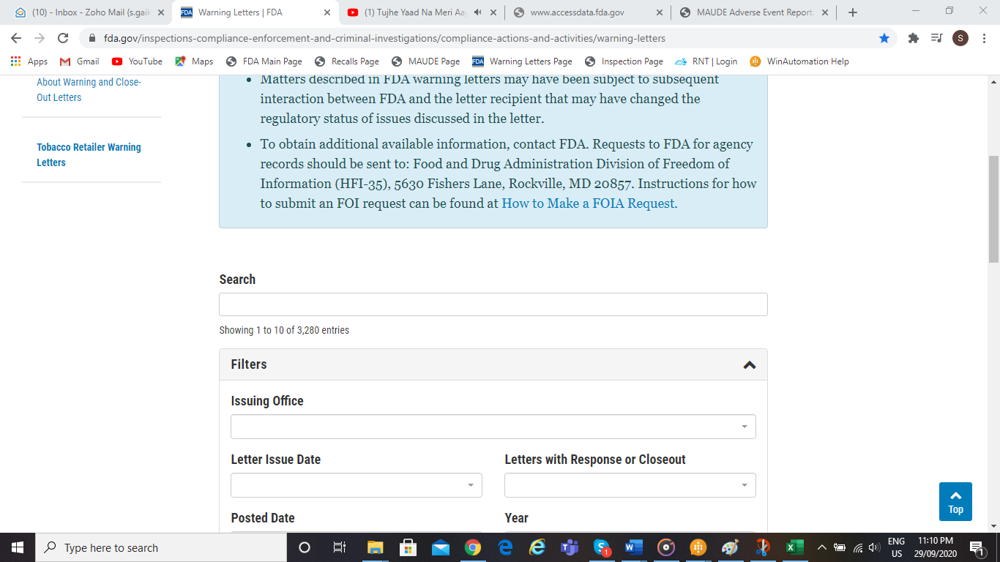 (10) - Inbox - Zoho Mail (s.gaik
Warning Letters | FDA
(1) Tujhe Yaad Na Meri Aay
www.accessdata.fda.gov
MAUDE Adverse Event Report:
fda.gov/inspections-compliance-enforcement-and-criminal-investigations/compliance-actions-and-activities/warning-letters
S
Apps
Gmail
YouTube
Maps
FDA Main Page
Recalls Page
MAUDE Page
FDA Warning Letters Page
Inspection Page
RNT | Login
WinAutomation Help
About Warning and Close-
Out Letters
Tobacco Retailer Warning
Letters
• Matters described in FDA warning letters may have been subject to subsequent
interaction between FDA and the letter recipient that may have changed the
regulatory status of issues discussed in the letter.
• To obtain additional available information, contact FDA. Requests to FDA for agency
records should be sent to: Food and Drug Administration Division of Freedom of
Information (HFI-35), 5630 Fishers Lane, Rockville, MD 20857. Instructions for how
to submit an FOI request can be found at How to Make a FOIA Request.
Search
Showing 1 to 10 of 3,280 entries
Filters
Issuing Office
Letter Issue Date
Letters with Response or Closeout
Posted Date
Year
Top
Type here to search
1
ENG
US
11:10 PM
29/09/2020
1